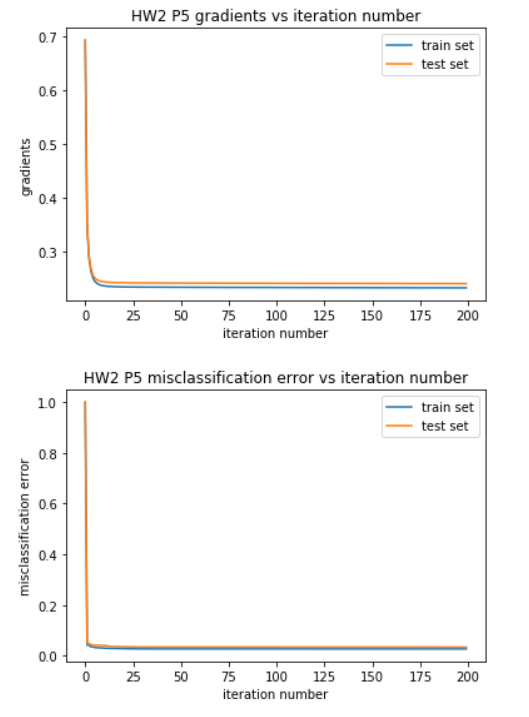 HW2 P5 gradients vs iteration number
train set
test set
gradients
0.7
0.6
0.5
0.4
0.3
0 25 50 75 100 125 150 175 200
iteration number
HW2 P5 misclassification error vs iteration number
train set
test set
misclassification error
1.0
0.8
0.6
0.4
0.2
0.0
0 25 50 75 100 125 150 175 200
iteration number